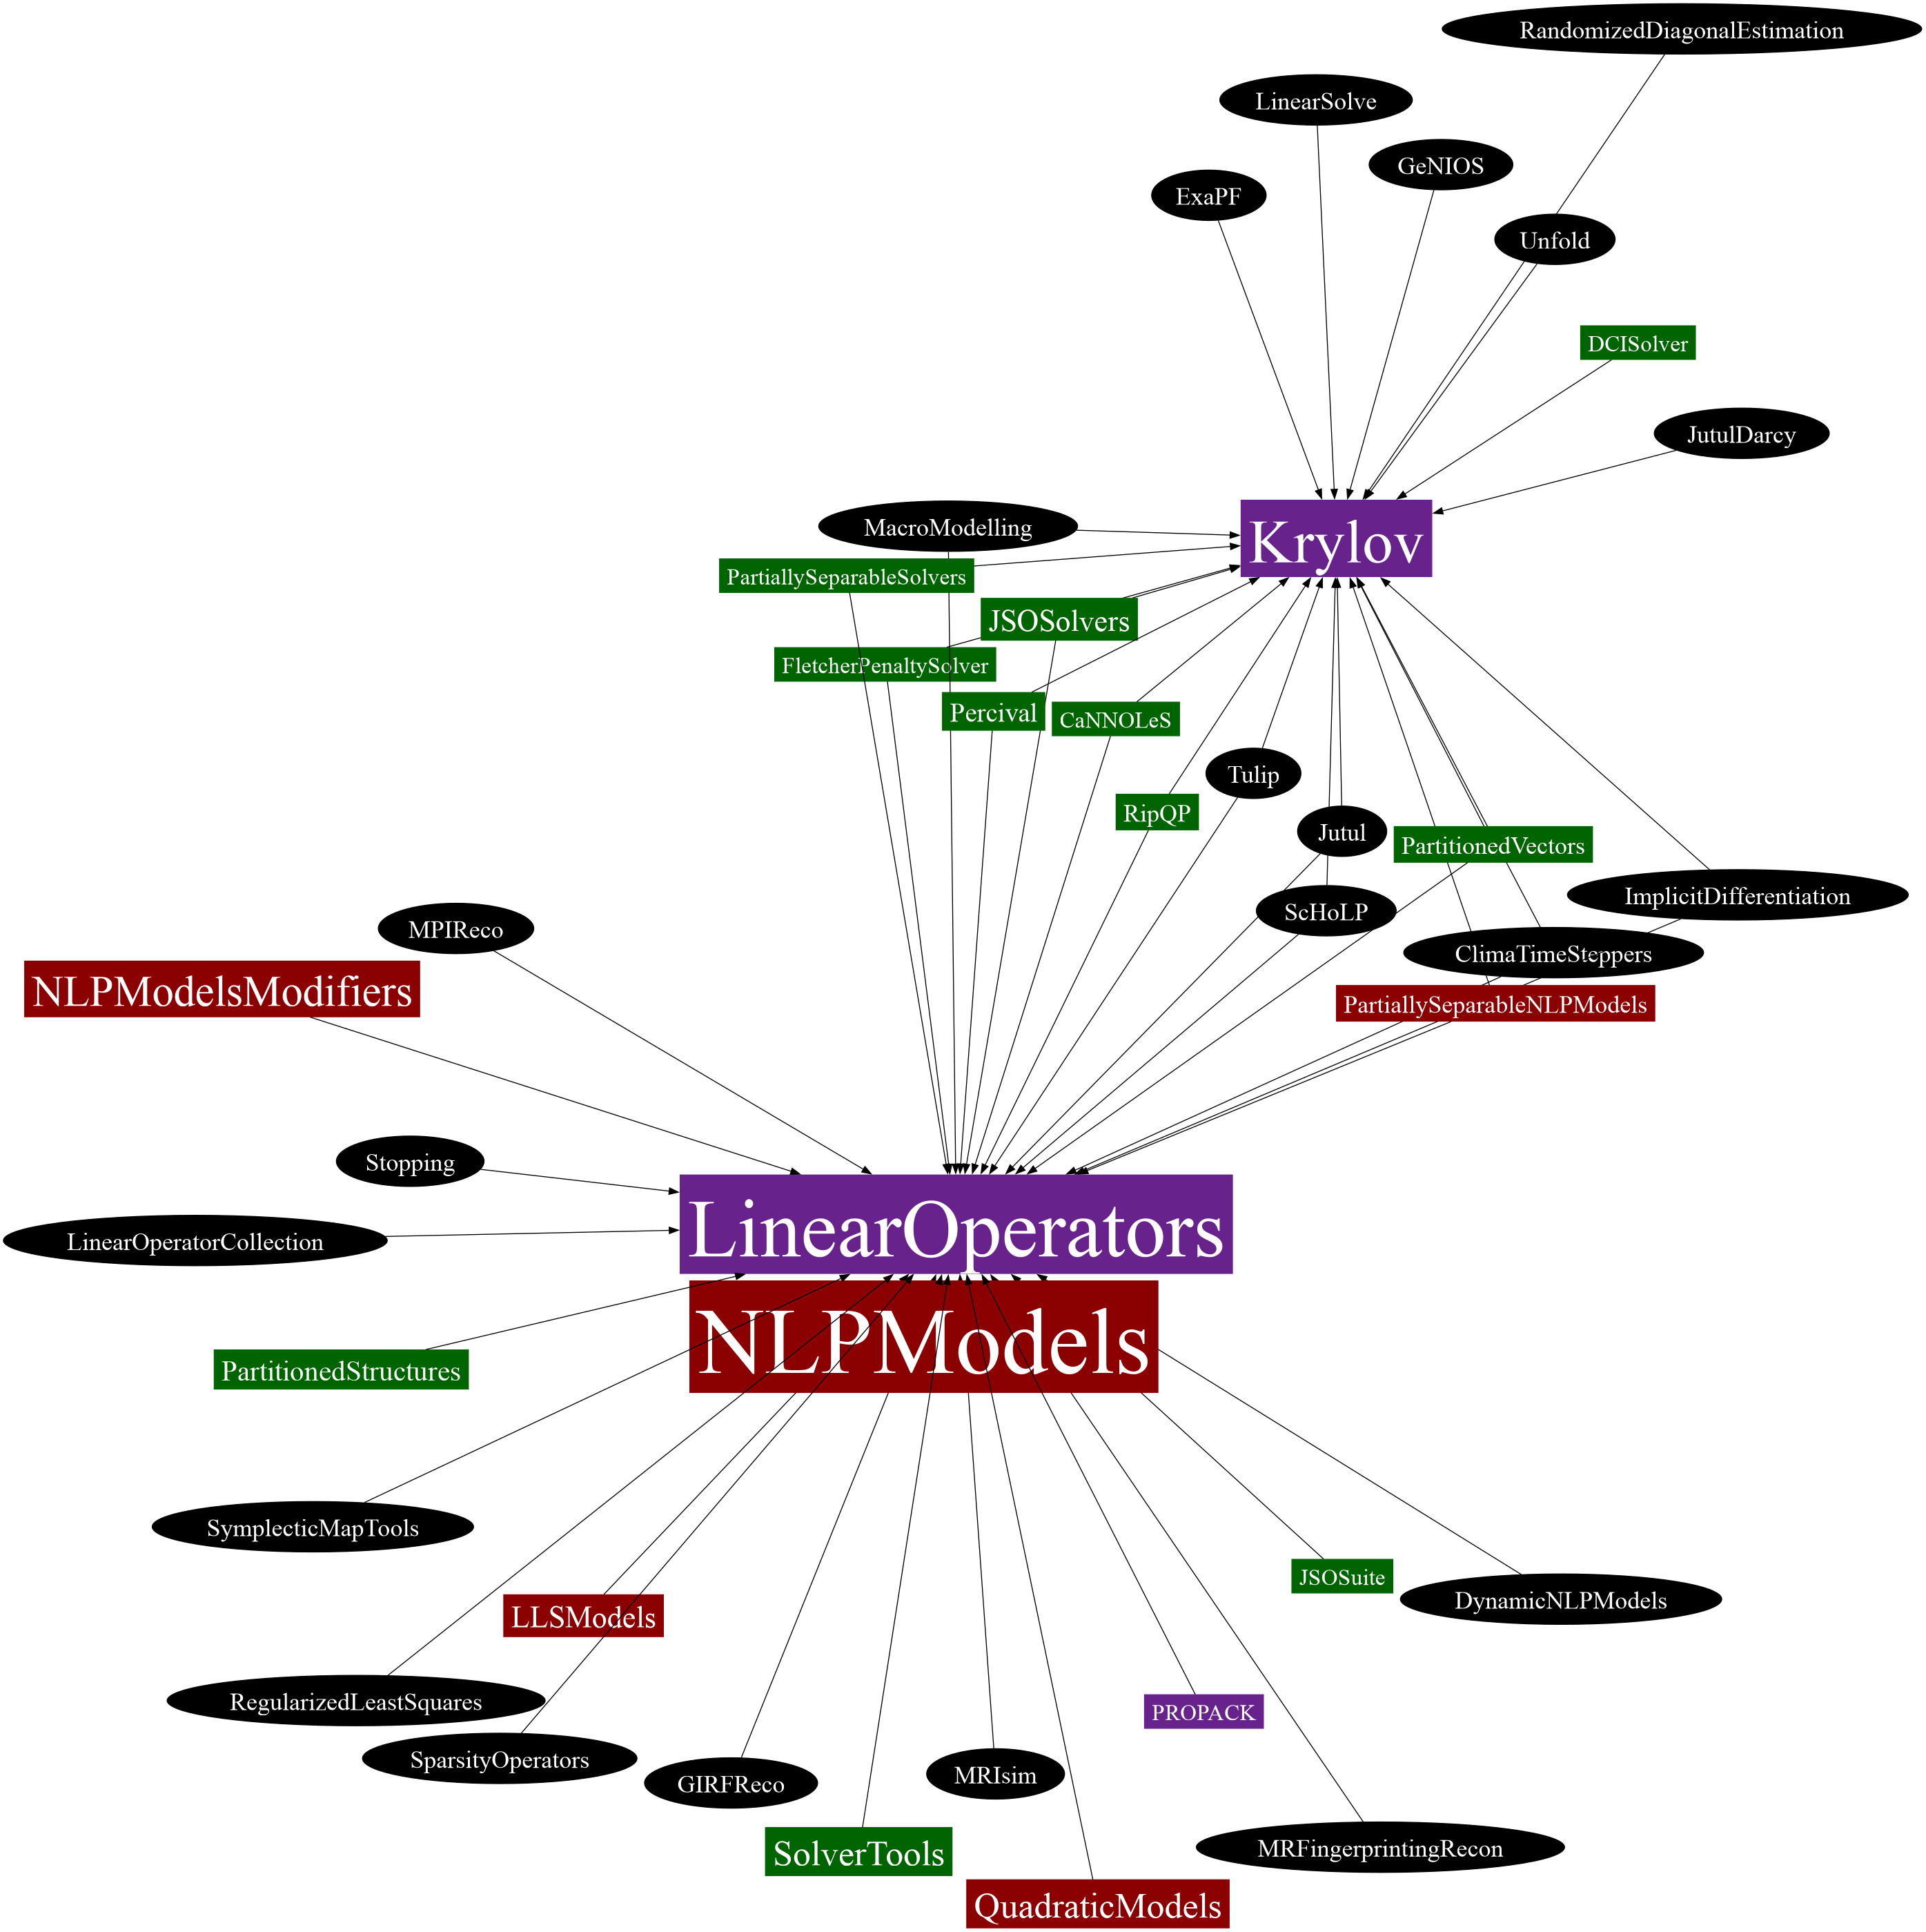 RandomizedDiagonalEstimation
LinearSolve
GeNIOS
ExaPF
Unfold
DCISolver
JutulDarcy
MacroModelling
Krylov
PartiallySeparableSolvers
JSOSolvers
FletcherPenaltySolver
Percival
CaNNOLeS
Tulip
RipQP
Jutul
PartitionedVectors
ImplicitDifferentiation
ScHoLP
MPIReco
ClimaTimeSteppers
NLPModelsModifiers
PartiallySeparableNLPModels
Stopping
LinearOperators
LinearOperatorCollection
NLPModels
PartitionedStructures
SymplecticMapTools
JSOSuite
DynamicNLPModels
LLSModels
RegularizedLeastSquares
PROPACK
SparsityOperators
MRIsim
GIRFReco
MRFingerprintingRecon
SolverTools
QuadraticModels